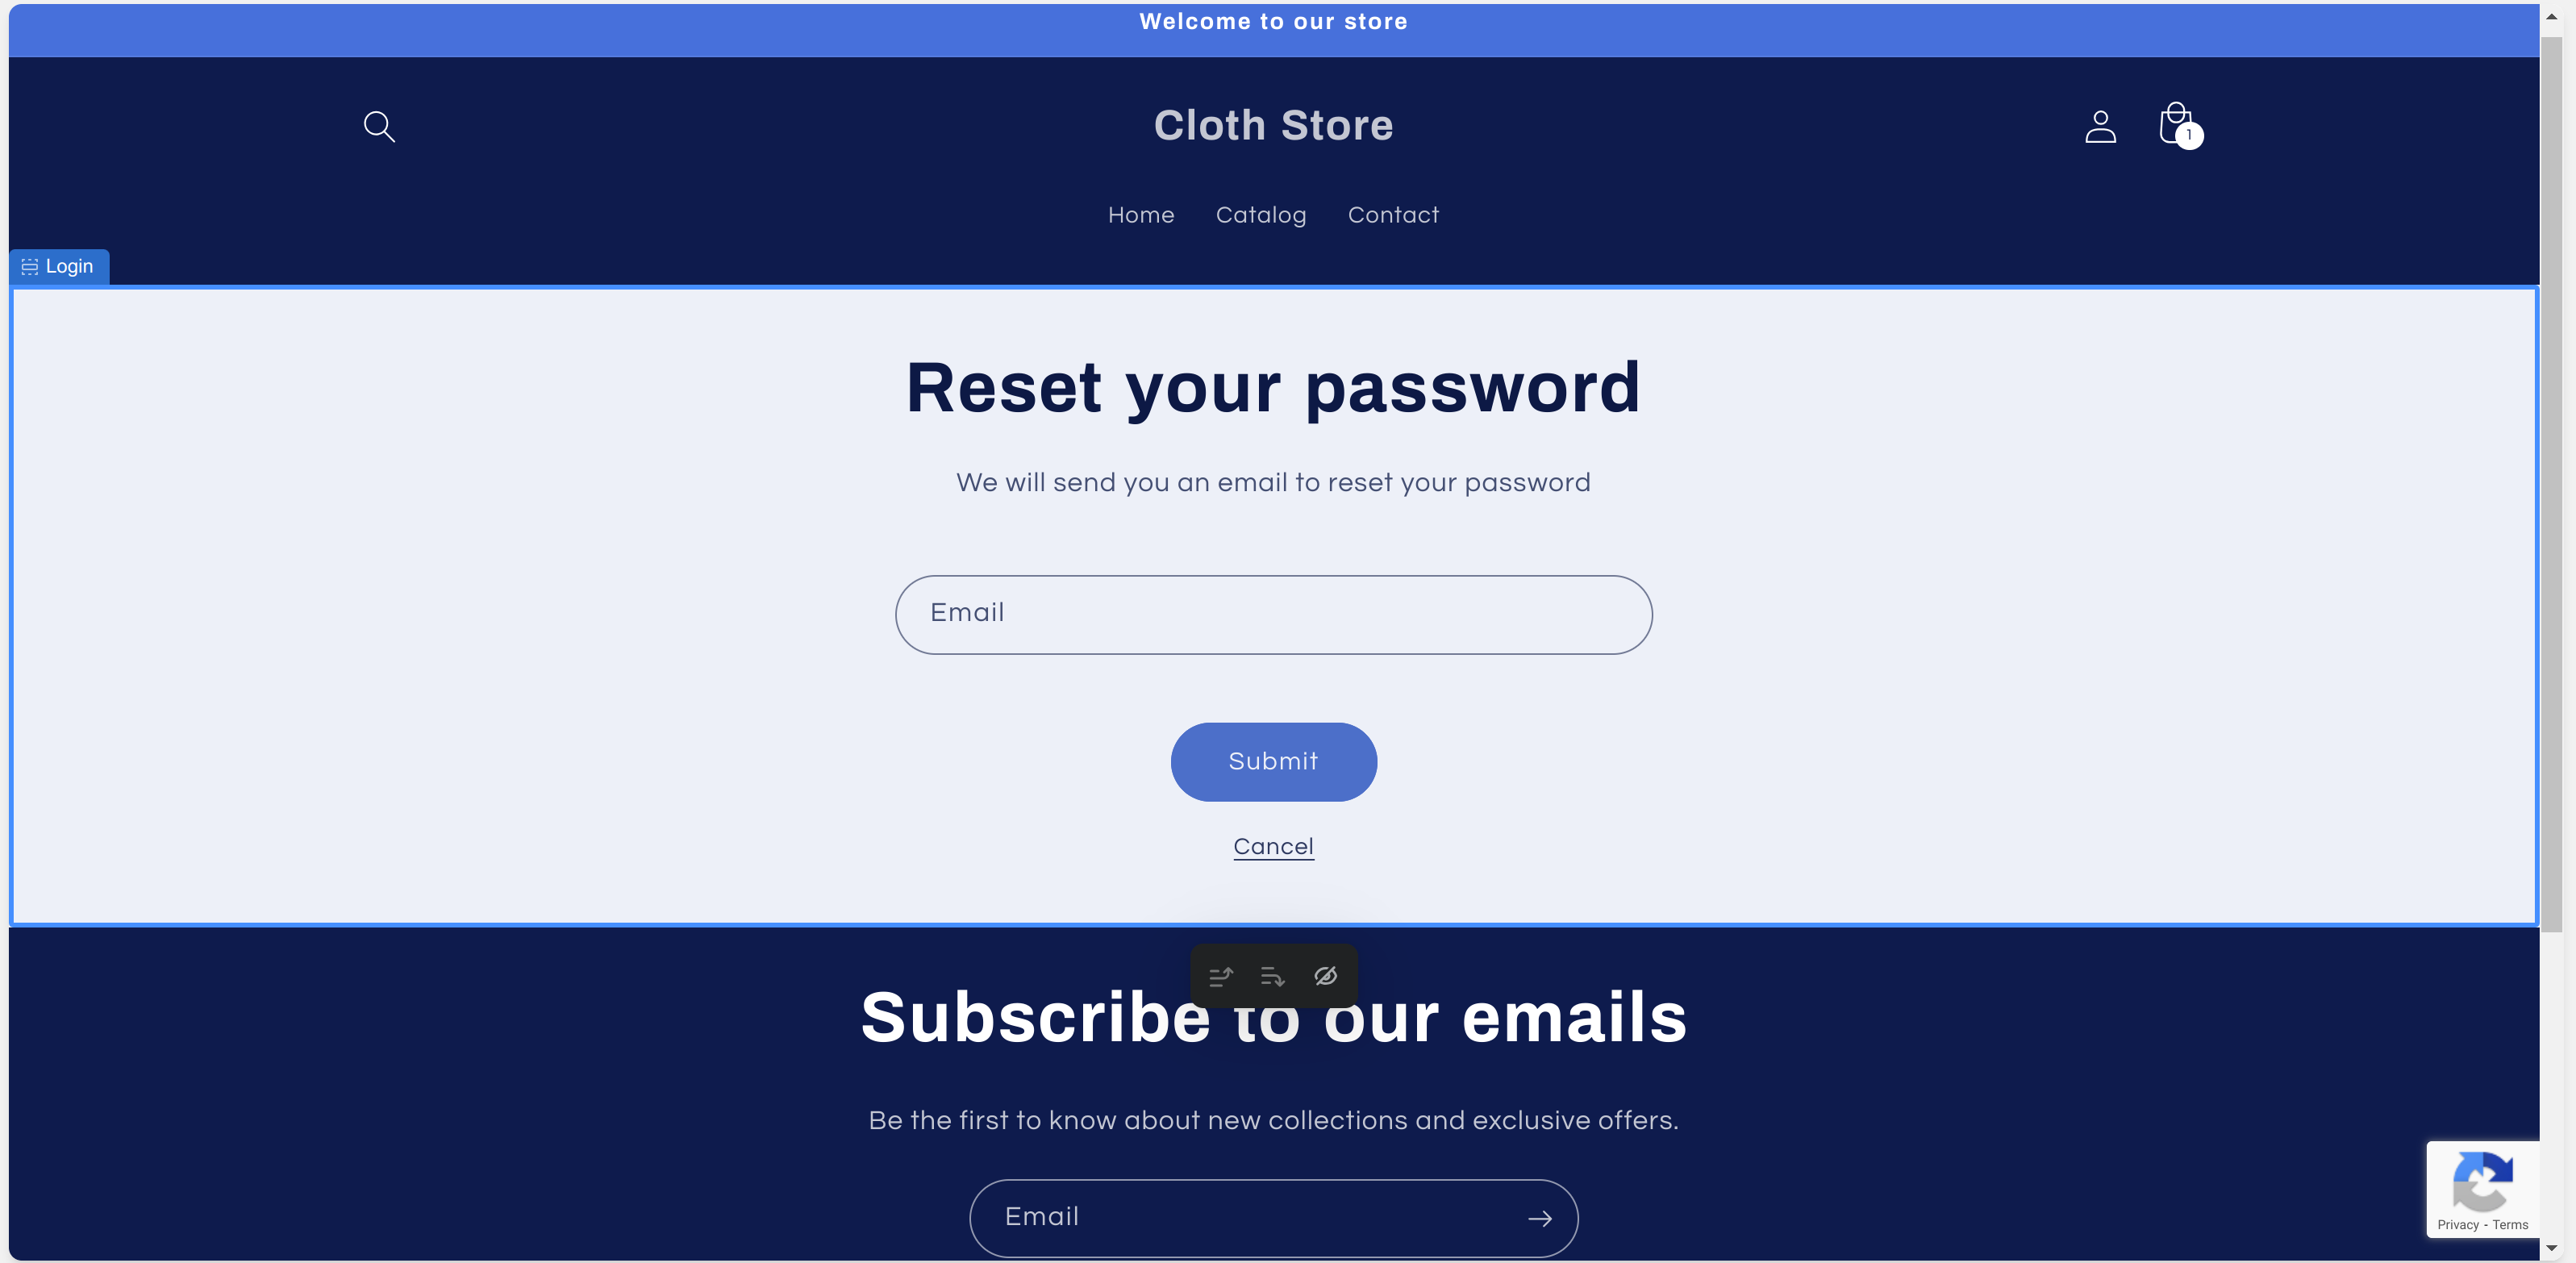 Welcome to our store
Cloth Store
1
Home Catalog Contact
Login
Reset your password
We will send you an email to reset your password
Email
Submit
Cancel
Subscribe to our emails
Be the first to know about new collections and exclusive offers.
Email
Privacy - Terms